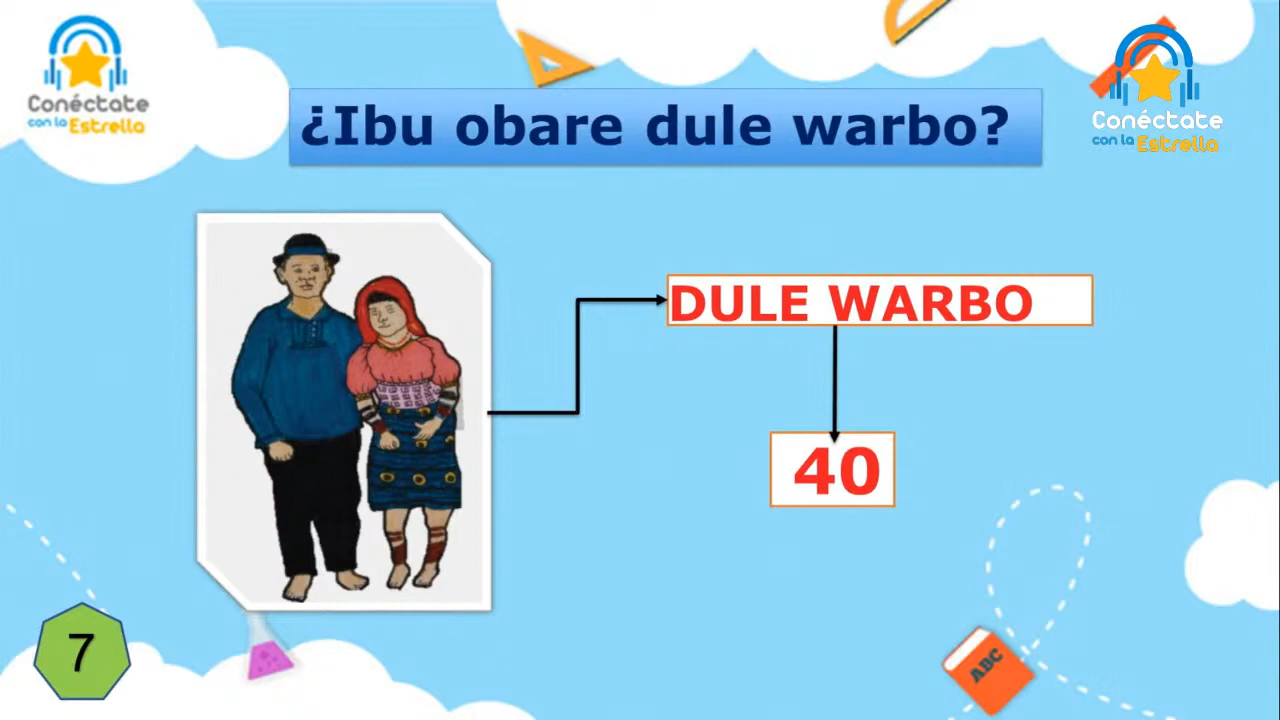 Conéctate
con la Estrella
¿Ibu obare dule warbo?
Conéctate
con la Estrella
DULE WARBO
40
7
ABC